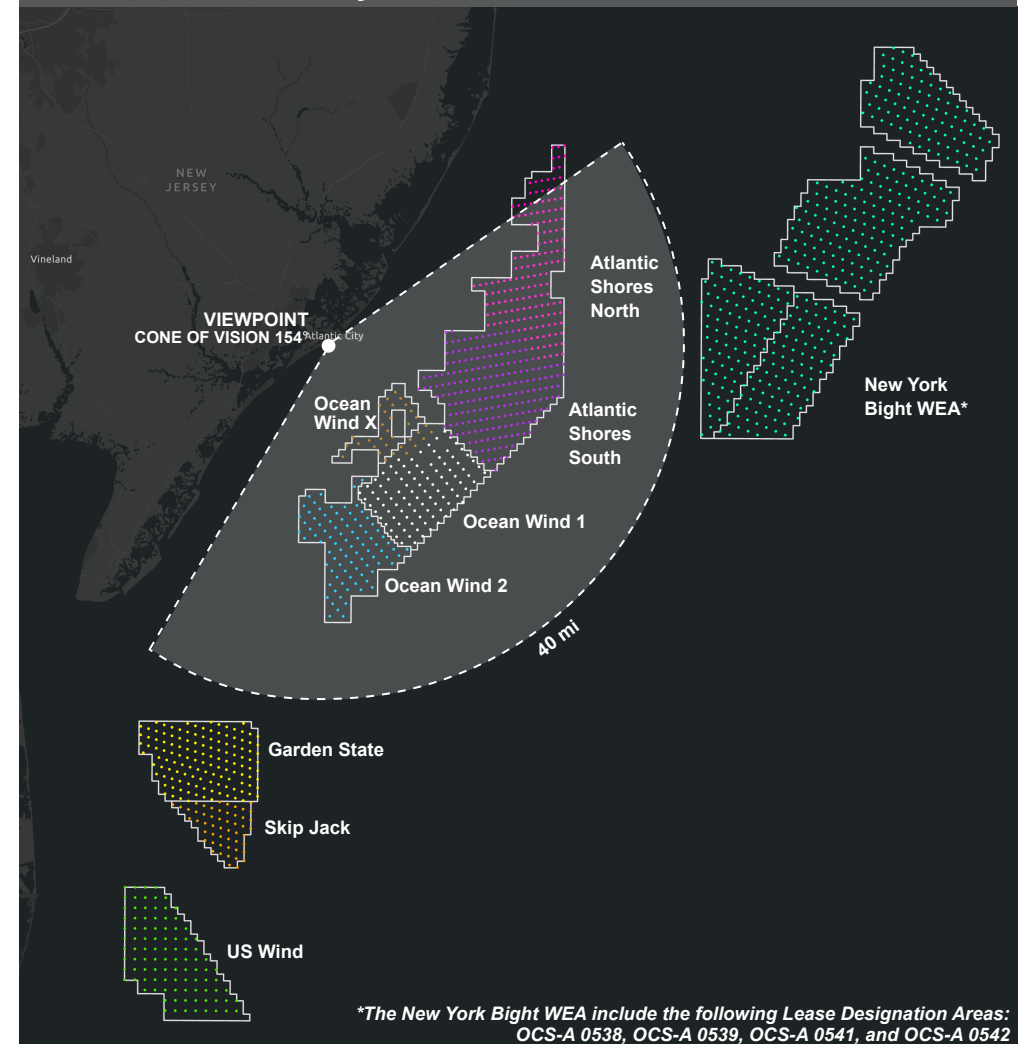 NEW
JERSEY
Vineland
VIEWPOINT
CONE OF VISION 154°
Atlantic City
Atlantic
Shores
North
New York
Bight WEA*
Ocean
Wind X
Atlantic
Shores
South
Ocean Wind 1
Ocean Wind 2
40 mi
Garden State
Skip Jack
US Wind
*The New York Bight WEA include the following Lease Designation Areas:
OCS-A 0538, OCS-A 0539, OCS-A 0541, and OCS-A 0542